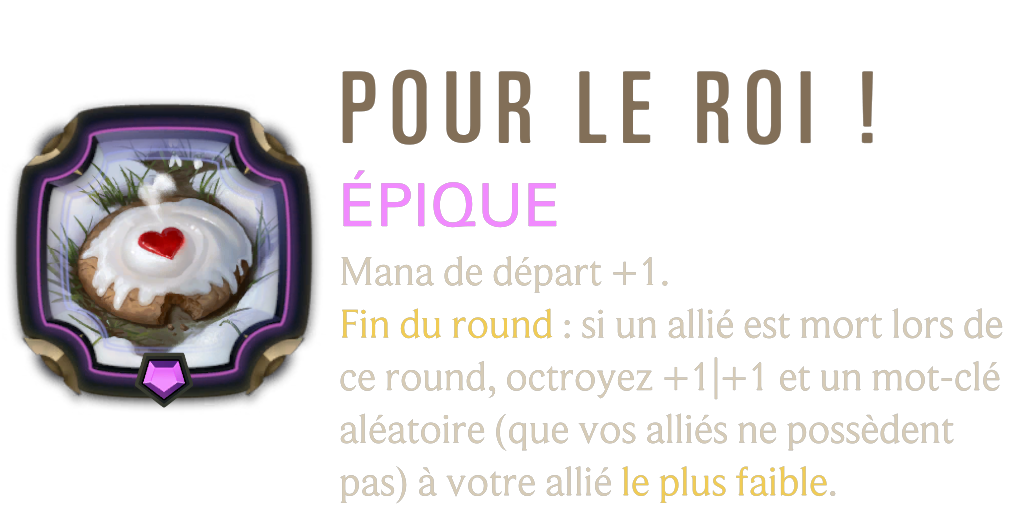 POUR LE ROI !
ÉPIQUE
Mana de départ +1.
Fin du round : si un allié est mort lors de
ce round, octroyez +1|+1 et un mot-clé
aléatoire (que vos alliés ne possèdent
pas) à votre allié le plus faible.